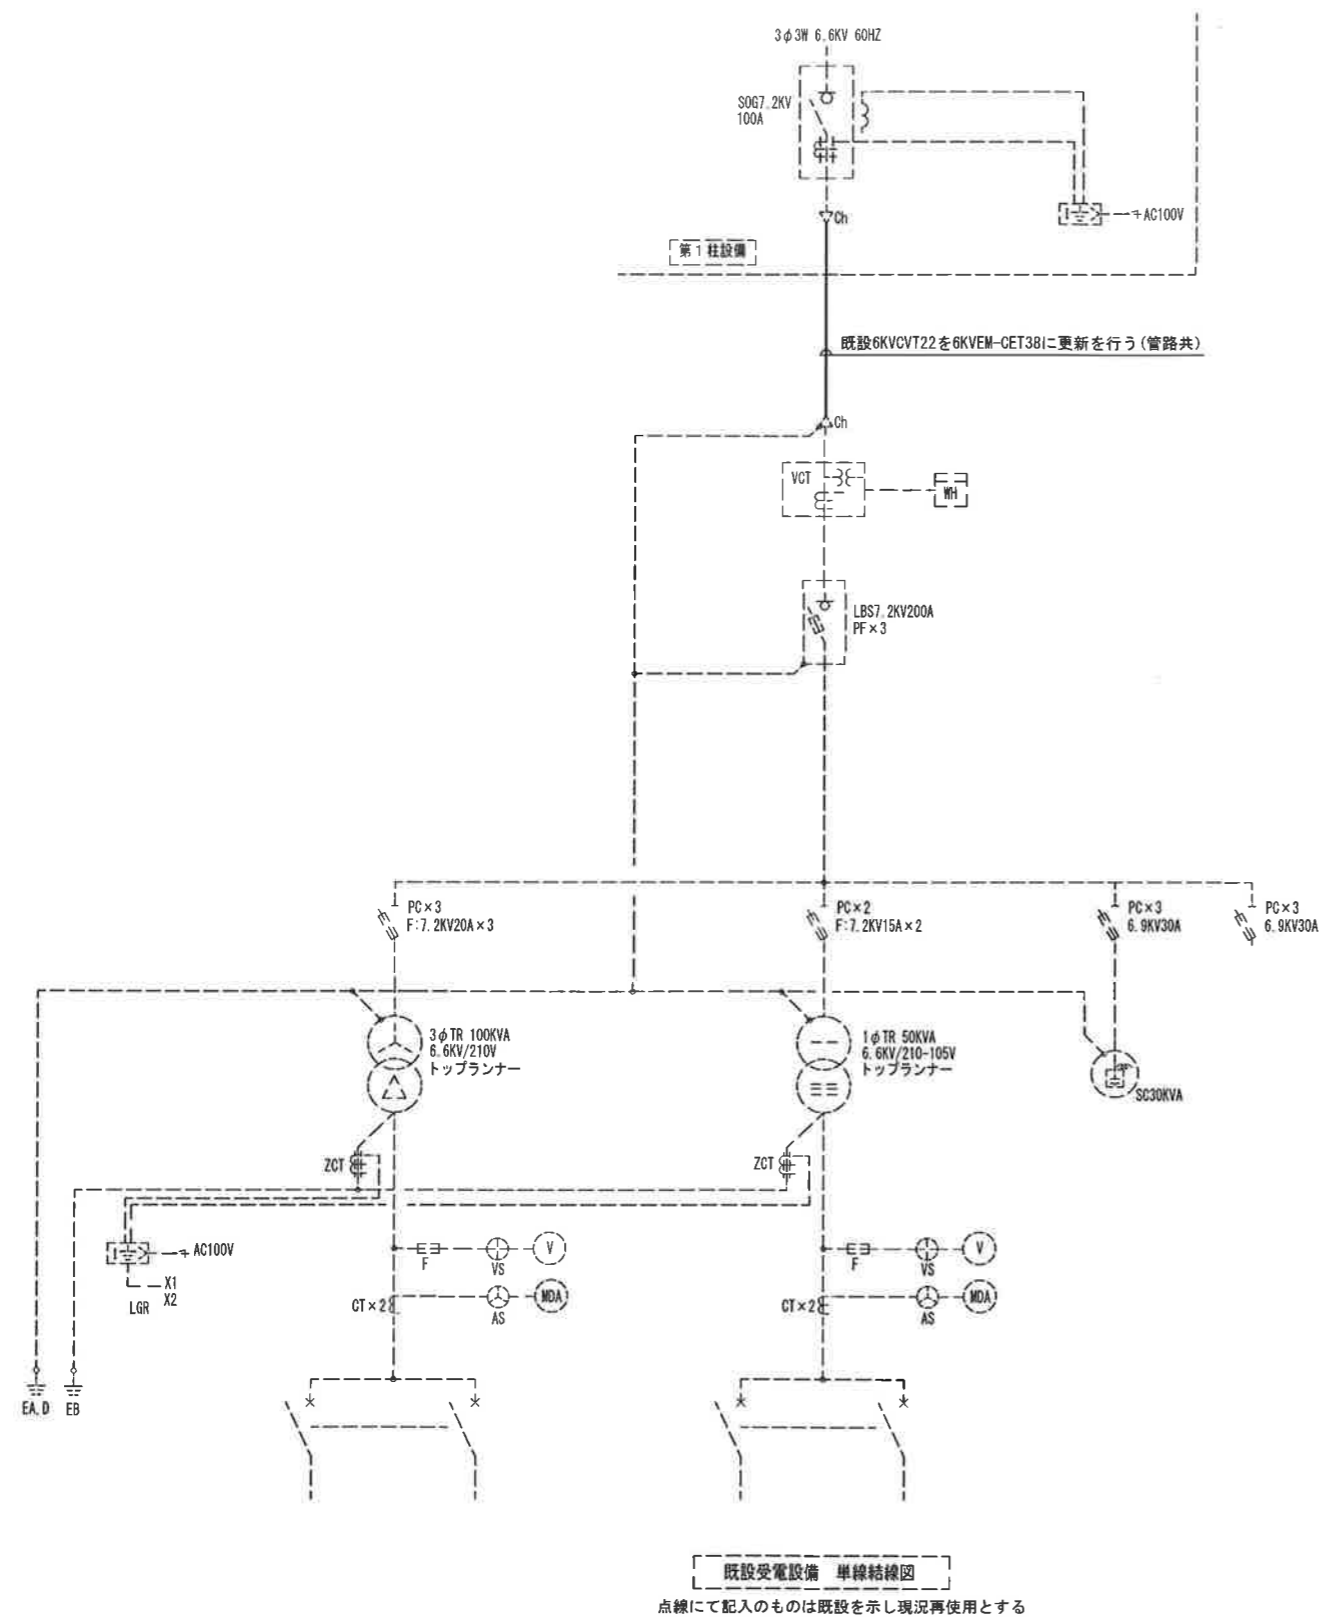 3φ3W 6.6KV 60HZ
SOG7.2KV
100A
AC100V
Ch
第1柱設備
既設6KVCVT22を6KVEM-CET38に更新を行う(管路共)
Ch
VCT
WH
LBS7.2KV200A
PF×3
PC×3
F:7.2KV20A×3
PC×2
F:7.2KV15A×2
PC×3
6.9KV30A
PC×3
6.9KV30A
3φTR 100KVA
6.6KV/210V
トップランナー
1φTR 50KVA
6.6KV/210-105V
トップランナー
SC30KVA
ZCT
ZCT
AC100V
X1
X2
LGR
F
VS
V
CT×2
AS
MDA
F
VS
V
CT×2
AS
MDA
EA.D
EB
既設受電設備 単線結線図
点線にて記入のものは既設を示し現況再使用とする